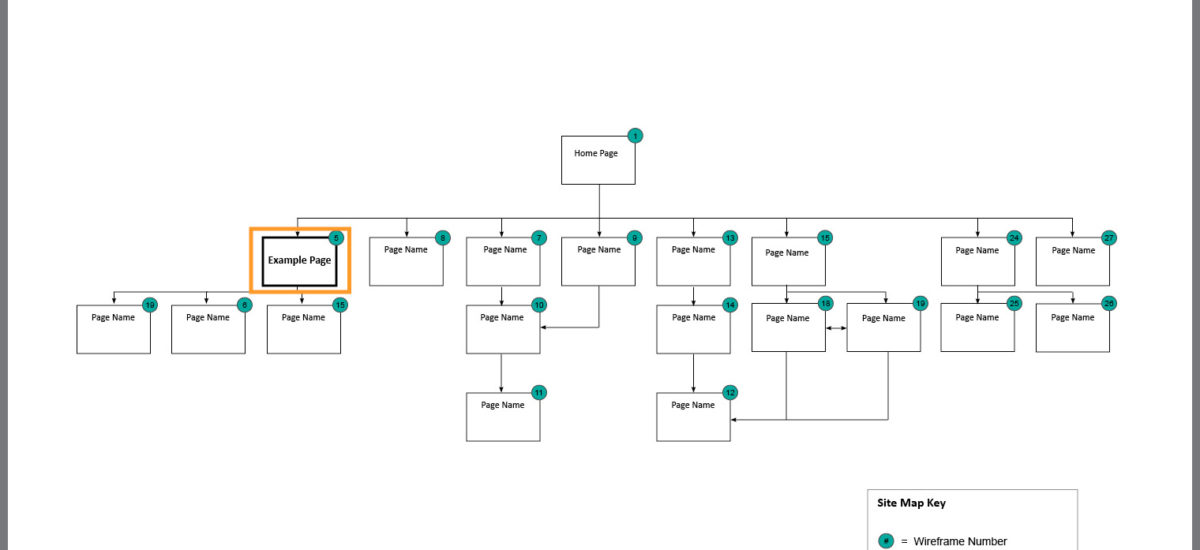 1
Home Page
5
Example Page
8
Page Name
7
Page Name
9
Page Name
13
Page Name
15
Page Name
24
Page Name
27
Page Name
19
Page Name
6
Page Name
15
Page Name
10
Page Name
14
Page Name
18
Page Name
19
Page Name
25
Page Name
26
Page Name
11
Page Name
12
Page Name
Site Map Key
# = Wireframe Number